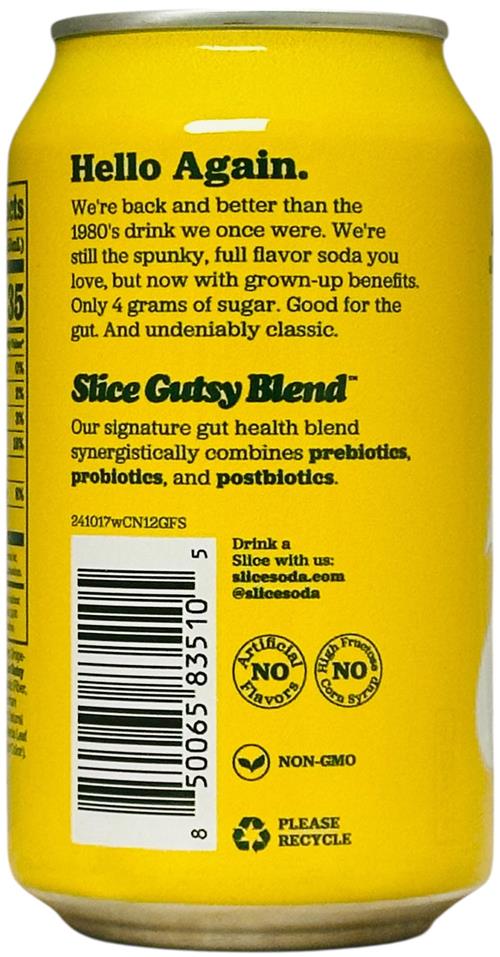 Hello Again.
We're back and better than the
1980's drink we once were. We're
still the spunky, full flavor soda you
love, but now with grown-up benefits.
Only 4 grams of sugar. Good for the
gut. And undeniably classic.
Slice Gutsy Blend™
Our signature gut health blend
synergistically combines prebiotics,
probiotics, and postbiotics.
241017wCN12GFS
Drink a
Slice with us:
slicesoda.com
@slicesoda
8 50065 83510 5
NO Artificial Flavors
NO High Fructose Corn Syrup
NON-GMO
PLEASE
RECYCLE
35
0%